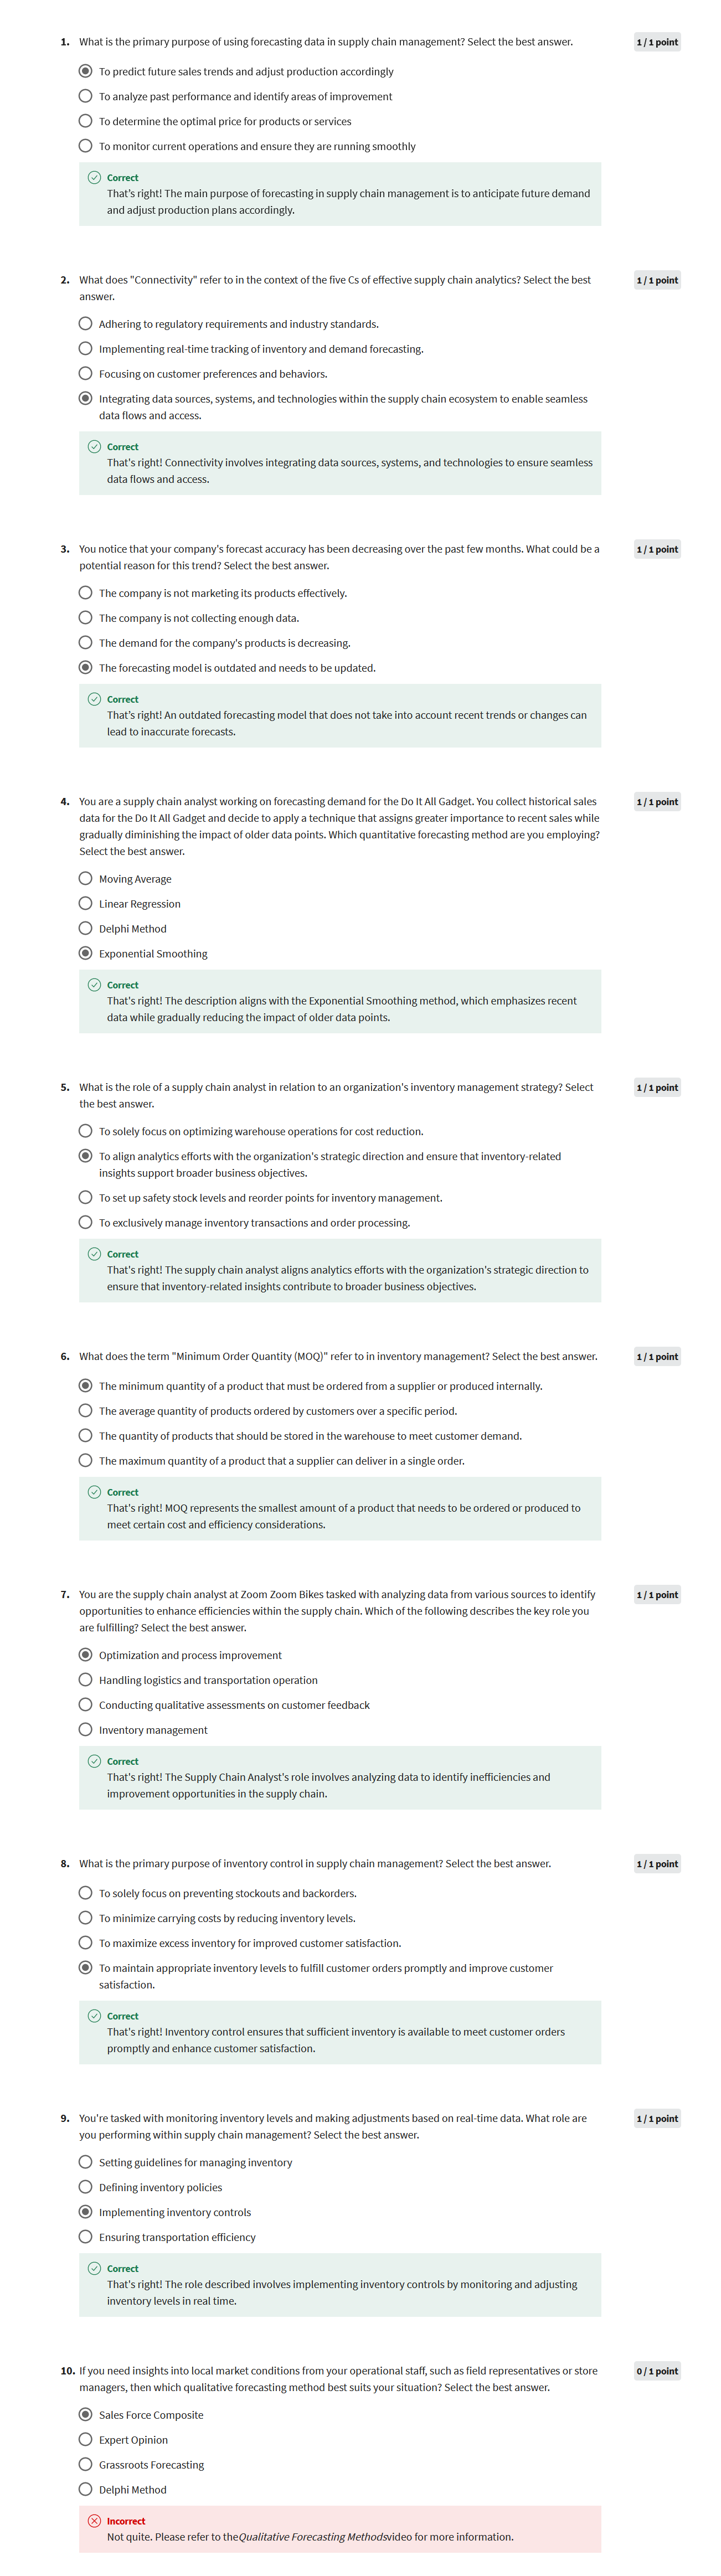 1. What is the primary purpose of using forecasting data in supply chain management? Select the best answer.
1 / 1 point
To predict future sales trends and adjust production accordingly
To analyze past performance and identify areas of improvement
To determine the optimal price for products or services
To monitor current operations and ensure they are running smoothly
Correct
That's right! The main purpose of forecasting in supply chain management is to anticipate future demand
and adjust production plans accordingly.
2. What does "Connectivity" refer to in the context of the five Cs of effective supply chain analytics? Select the best
answer.
1 / 1 point
Adhering to regulatory requirements and industry standards.
Implementing real-time tracking of inventory and demand forecasting.
Focusing on customer preferences and behaviors.
Integrating data sources, systems, and technologies within the supply chain ecosystem to enable seamless
data flows and access.
Correct
That's right! Connectivity involves integrating data sources, systems, and technologies to ensure seamless
data flows and access.
3. You notice that your company's forecast accuracy has been decreasing over the past few months. What could be a
potential reason for this trend? Select the best answer.
1 / 1 point
The company is not marketing its products effectively.
The company is not collecting enough data.
The demand for the company's products is decreasing.
The forecasting model is outdated and needs to be updated.
Correct
That's right! An outdated forecasting model that does not take into account recent trends or changes can
lead to inaccurate forecasts.
4. You are a supply chain analyst working on forecasting demand for the Do It All Gadget. You collect historical sales
data for the Do It All Gadget and decide to apply a technique that assigns greater importance to recent sales while
gradually diminishing the impact of older data points. Which quantitative forecasting method are you employing?
Select the best answer.
1 / 1 point
Moving Average
Linear Regression
Delphi Method
Exponential Smoothing
Correct
That's right! The description aligns with the Exponential Smoothing method, which emphasizes recent
data while gradually reducing the impact of older data points.
5. What is the role of a supply chain analyst in relation to an organization's inventory management strategy? Select
the best answer.
1 / 1 point
To solely focus on optimizing warehouse operations for cost reduction.
To align analytics efforts with the organization's strategic direction and ensure that inventory-related
insights support broader business objectives.
To set up safety stock levels and reorder points for inventory management.
To exclusively manage inventory transactions and order processing.
Correct
That's right! The supply chain analyst aligns analytics efforts with the organization's strategic direction to
ensure that inventory-related insights contribute to broader business objectives.
6. What does the term "Minimum Order Quantity (MOQ)" refer to in inventory management? Select the best answer.
1 / 1 point
The minimum quantity of a product that must be ordered from a supplier or produced internally.
The average quantity of products ordered by customers over a specific period.
The quantity of products that should be stored in the warehouse to meet customer demand.
The maximum quantity of a product that a supplier can deliver in a single order.
Correct
That's right! MOQ represents the smallest amount of a product that needs to be ordered or produced to
meet certain cost and efficiency considerations.
7. You are the supply chain analyst at Zoom Zoom Bikes tasked with analyzing data from various sources to identify
opportunities to enhance efficiencies within the supply chain. Which of the following describes the key role you
are fulfilling? Select the best answer.
1 / 1 point
Optimization and process improvement
Handling logistics and transportation operation
Conducting qualitative assessments on customer feedback
Inventory management
Correct
That's right! The Supply Chain Analyst's role involves analyzing data to identify inefficiencies and
improvement opportunities in the supply chain.
8. What is the primary purpose of inventory control in supply chain management? Select the best answer.
1 / 1 point
To solely focus on preventing stockouts and backorders.
To minimize carrying costs by reducing inventory levels.
To maximize excess inventory for improved customer satisfaction.
To maintain appropriate inventory levels to fulfill customer orders promptly and improve customer
satisfaction.
Correct
That's right! Inventory control ensures that sufficient inventory is available to meet customer orders
promptly and enhance customer satisfaction.
9. You're tasked with monitoring inventory levels and making adjustments based on real-time data. What role are
you performing within supply chain management? Select the best answer.
1 / 1 point
Setting guidelines for managing inventory
Defining inventory policies
Implementing inventory controls
Ensuring transportation efficiency
Correct
That's right! The role described involves implementing inventory controls by monitoring and adjusting
inventory levels in real time.
10. If you need insights into local market conditions from your operational staff, such as field representatives or store
managers, then which qualitative forecasting method best suits your situation? Select the best answer.
0 / 1 point
Sales Force Composite
Expert Opinion
Grassroots Forecasting
Delphi Method
Incorrect
Not quite. Please refer to theQualitative Forecasting Methodsvideo for more information.